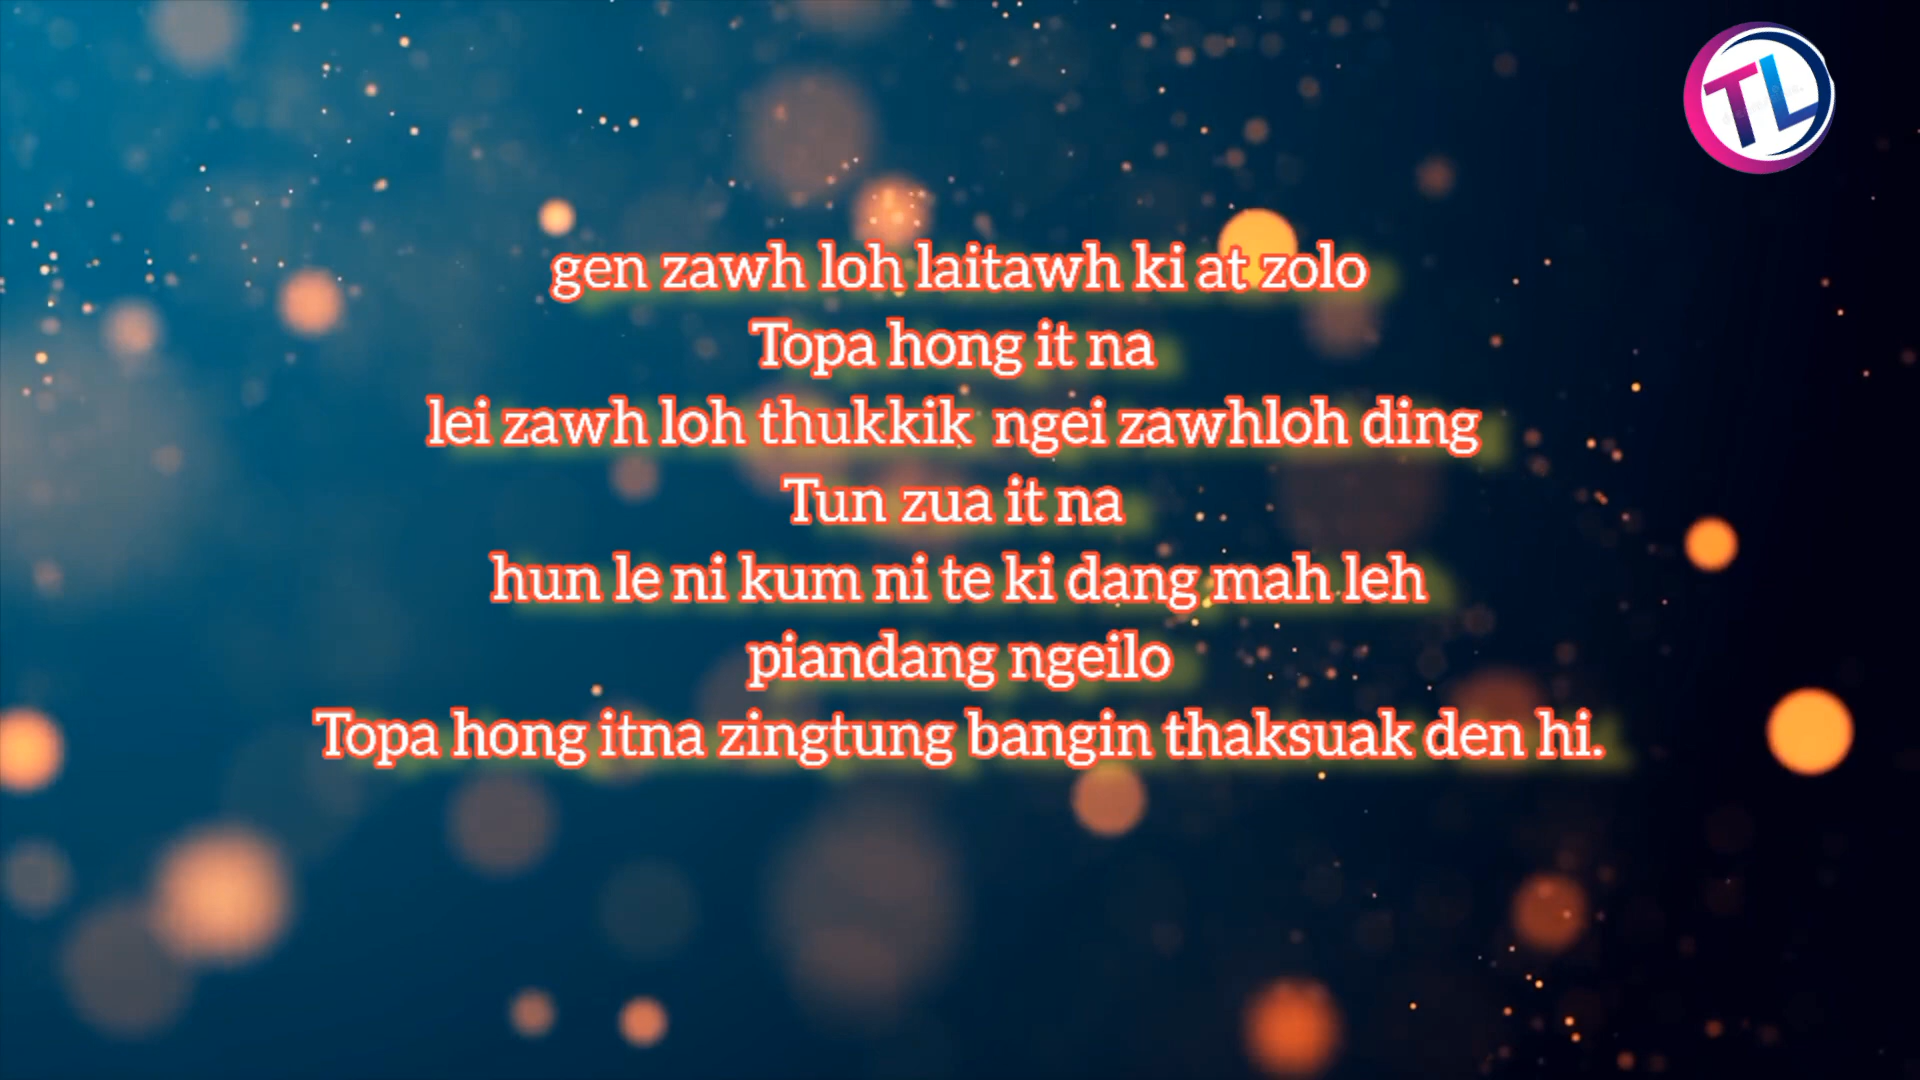 TL
gen zawh loh laitawh ki at zolo
Topa hong it na
lei zawh loh thukkik ngei zawhloh ding
Tun zua it na
hun le ni kum ni te ki dang mah leh
piandang ngeilo
Topa hong itna zingtung bangin thaksuak den hi.